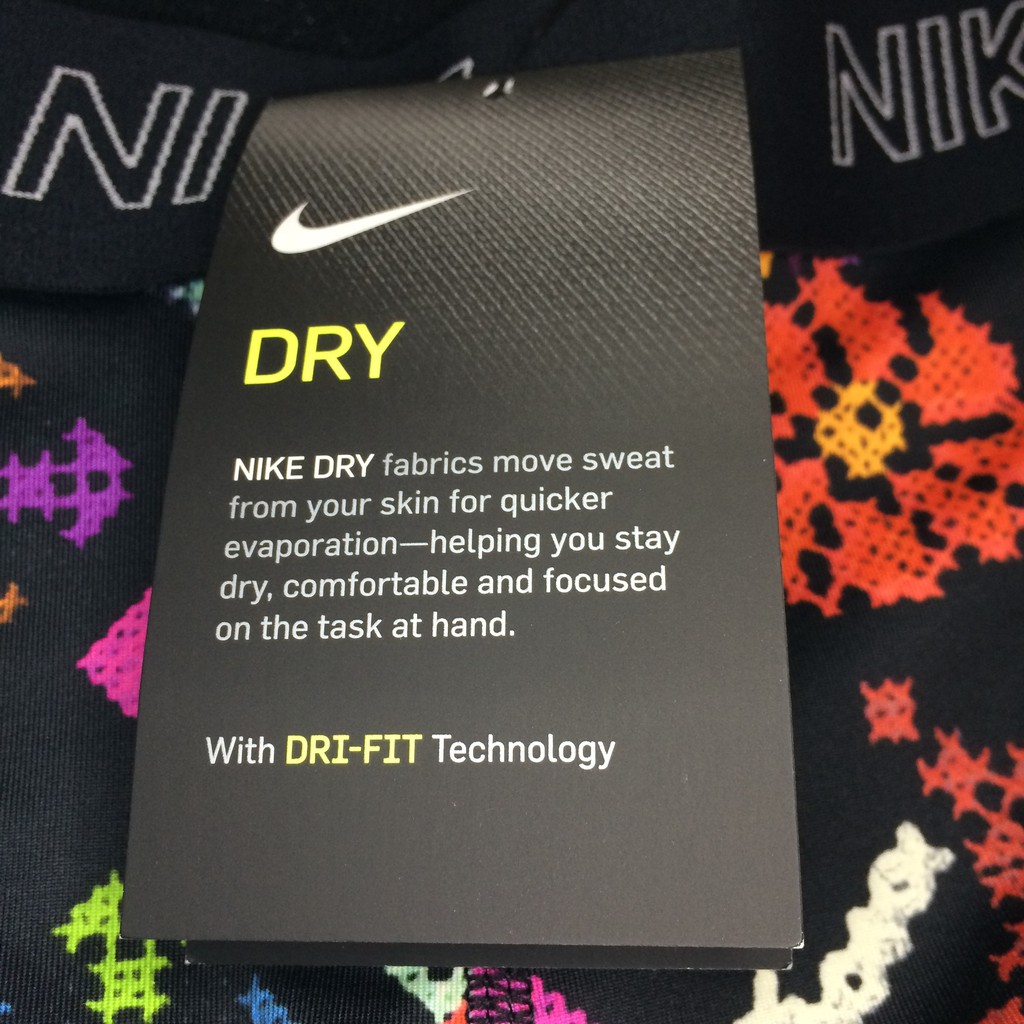 NI
NIK
DRY
NIKE DRY fabrics move sweat
from your skin for quicker
evaporation—helping you stay
dry, comfortable and focused
on the task at hand.
With DRI-FIT Technology